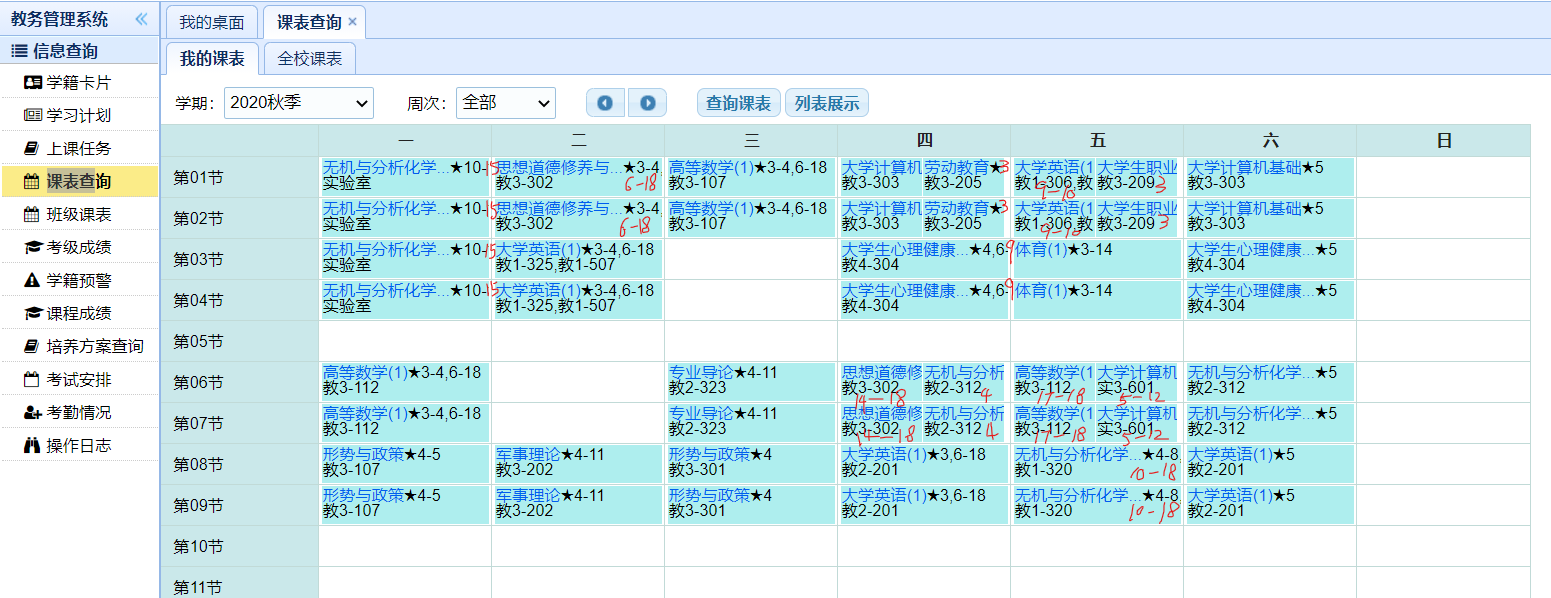 教务管理系统 «
信息查询
学籍卡片
学习计划
上课任务
课表查询
班级课表
考级成绩
学籍预警
课程成绩
培养方案查询
考试安排
考勤情况
操作日志
我的桌面 课表查询 ×
我的课表 全校课表
学期: 2020秋季 周次: 全部 查询课表 列表展示
一 二 三 四 五 六 日
第01节 无机与分析化学...★10-15 思想道德修养与...★3-4, 高等数学(1)★3-4,6-18 大学计算机 劳动教育★3 大学英语(1 大学生职业 大学计算机基础★5
实验室 教3-302 6-18 教3-107 教3-303 教3-205 教1-306,教 9-10 教3-209 3 教3-303
第02节 无机与分析化学...★10-15 思想道德修养与...★3-4, 高等数学(1)★3-4,6-18 大学计算机 劳动教育★3 大学英语(1 大学生职业 大学计算机基础★5
实验室 教3-302 6-18 教3-107 教3-303 教3-205 教1-306,教 9-10 教3-209 3 教3-303
第03节 无机与分析化学...★10-15 大学英语(1)★3-4,6-18 大学生心理健康...★4,6-9 体育(1)★3-14 大学生心理健康...★5
实验室 教1-325,教1-507 教4-304 教4-304
第04节 无机与分析化学...★10-15 大学英语(1)★3-4,6-18 大学生心理健康...★4,6-9 体育(1)★3-14 大学生心理健康...★5
实验室 教1-325,教1-507 教4-304 教4-304
第05节
第06节 高等数学(1)★3-4,6-18 专业导论★4-11 思想道德修 无机与分析 高等数学(1 大学计算机 无机与分析化学...★5
教3-112 教2-323 教3-302 14-18 教2-312 4 教3-112 17-18 实3-601 5-12 教2-312
第07节 高等数学(1)★3-4,6-18 专业导论★4-11 思想道德修 无机与分析 高等数学(1 大学计算机 无机与分析化学...★5
教3-112 教2-323 教3-302 14-18 教2-312 4 教3-112 17-18 实3-601 5-12 教2-312
第08节 形势与政策★4-5 军事理论★4-11 形势与政策★4 大学英语(1)★3,6-18 无机与分析化学...★4-8, 大学英语(1)★5
教3-107 教3-202 教3-301 教2-201 教1-320 10-18 教2-201
第09节 形势与政策★4-5 军事理论★4-11 形势与政策★4 大学英语(1)★3,6-18 无机与分析化学...★4-8, 大学英语(1)★5
教3-107 教3-202 教3-301 教2-201 教1-320 10-18 教2-201
第10节
第11节